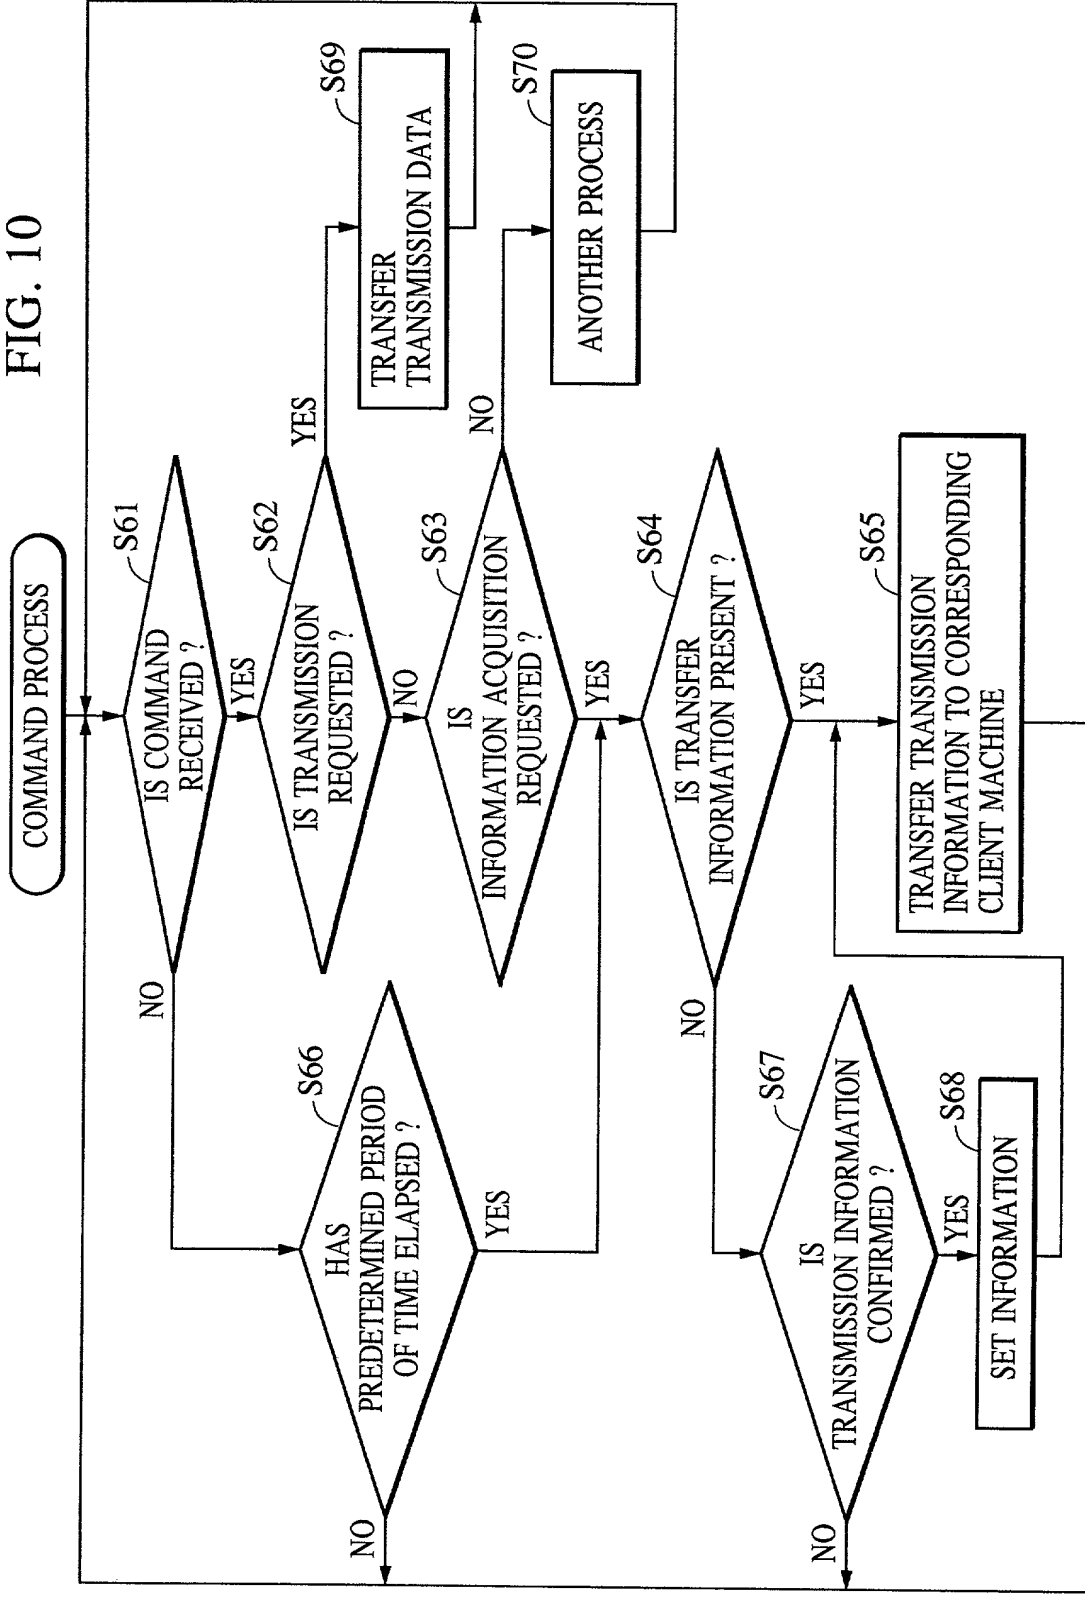 FIG. 10
COMMAND PROCESS
S61
IS COMMAND
RECEIVED ?
NO
YES
S62
IS TRANSMISSION
REQUESTED ?
YES
NO
S69
TRANSFER
TRANSMISSION DATA
S66
HAS
PREDETERMINED PERIOD
OF TIME ELAPSED ?
NO
YES
S63
IS
INFORMATION ACQUISITION
REQUESTED ?
NO
YES
S70
ANOTHER PROCESS
S64
IS TRANSFER
INFORMATION PRESENT ?
NO
YES
S67
IS
TRANSMISSION INFORMATION
CONFIRMED ?
NO
YES
S65
TRANSFER TRANSMISSION
INFORMATION TO CORRESPONDING
CLIENT MACHINE
S68
SET INFORMATION